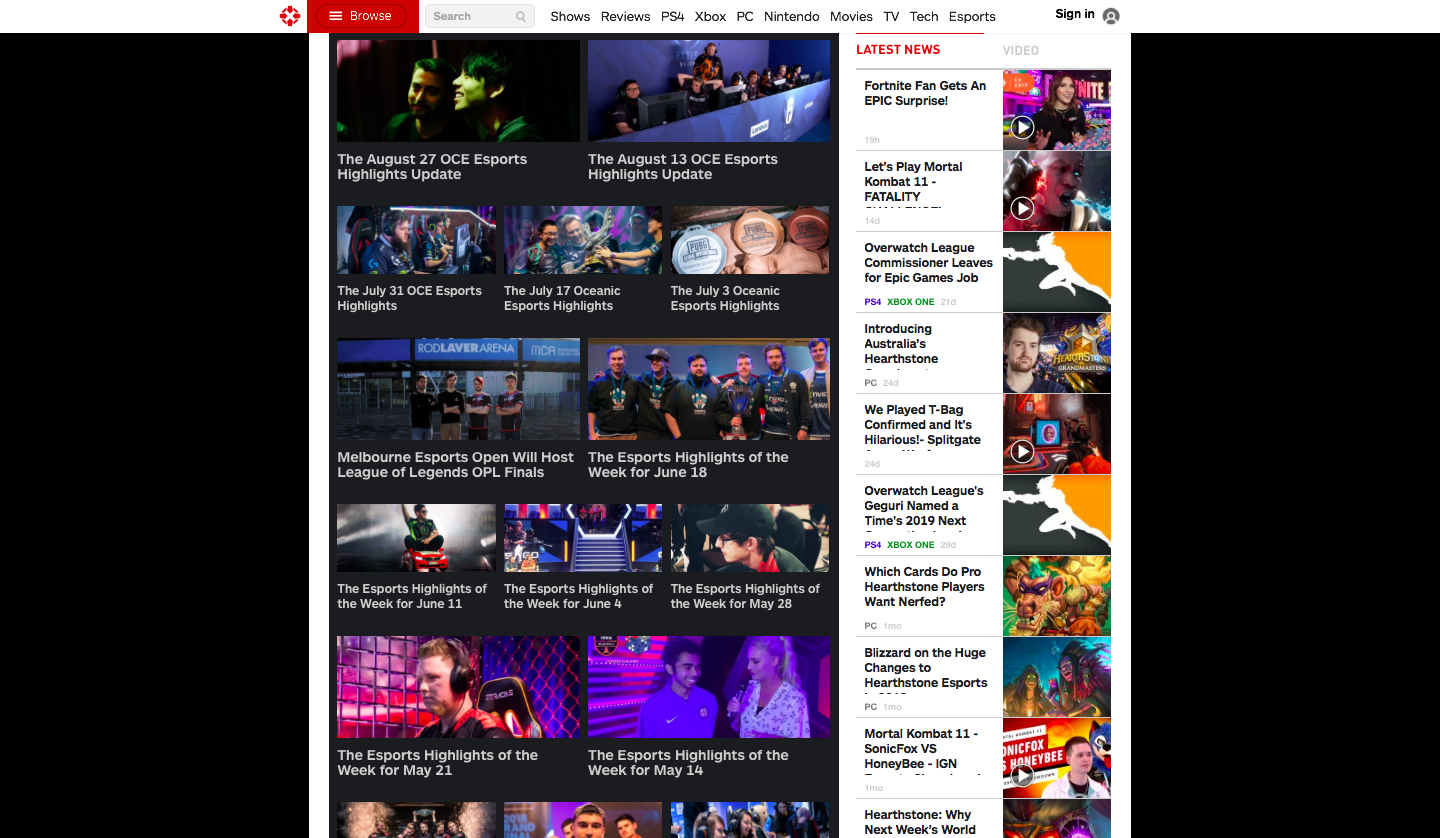 Browse
Search
Shows Reviews PS4 Xbox PC Nintendo Movies TV Tech Esports
Sign in
The August 27 OCE Esports
Highlights Update
The August 13 OCE Esports
Highlights Update
The July 31 OCE Esports
Highlights
The July 17 Oceanic
Esports Highlights
The July 3 Oceanic
Esports Highlights
RODLAVERARENA
MCA
Melbourne Esports Open Will Host
League of Legends OPL Finals
The Esports Highlights of the
Week for June 18
The Esports Highlights of
the Week for June 11
The Esports Highlights of
the Week for June 4
The Esports Highlights of
the Week for May 28
The Esports Highlights of the
Week for May 21
The Esports Highlights of the
Week for May 14
LATEST NEWS
VIDEO
Fortnite Fan Gets An
EPIC Surprise!
19h
Let's Play Mortal
Kombat 11 -
FATALITY
14d
Overwatch League
Commissioner Leaves
for Epic Games Job
PS4 XBOX ONE 21d
Introducing
Australia's
Hearthstone
PC 24d
HEARTHSTONE
GRANDMASTERS
We Played T-Bag
Confirmed and It's
Hilarious!- Splitgate
24d
Overwatch League's
Geguri Named a
Time's 2019 Next
PS4 XBOX ONE 29d
Which Cards Do Pro
Hearthstone Players
Want Nerfed?
PC 1mo
Blizzard on the Huge
Changes to
Hearthstone Esports
PC 1mo
Mortal Kombat 11 -
SonicFox VS
HoneyBee - IGN
1mo
Hearthstone: Why
Next Week's World